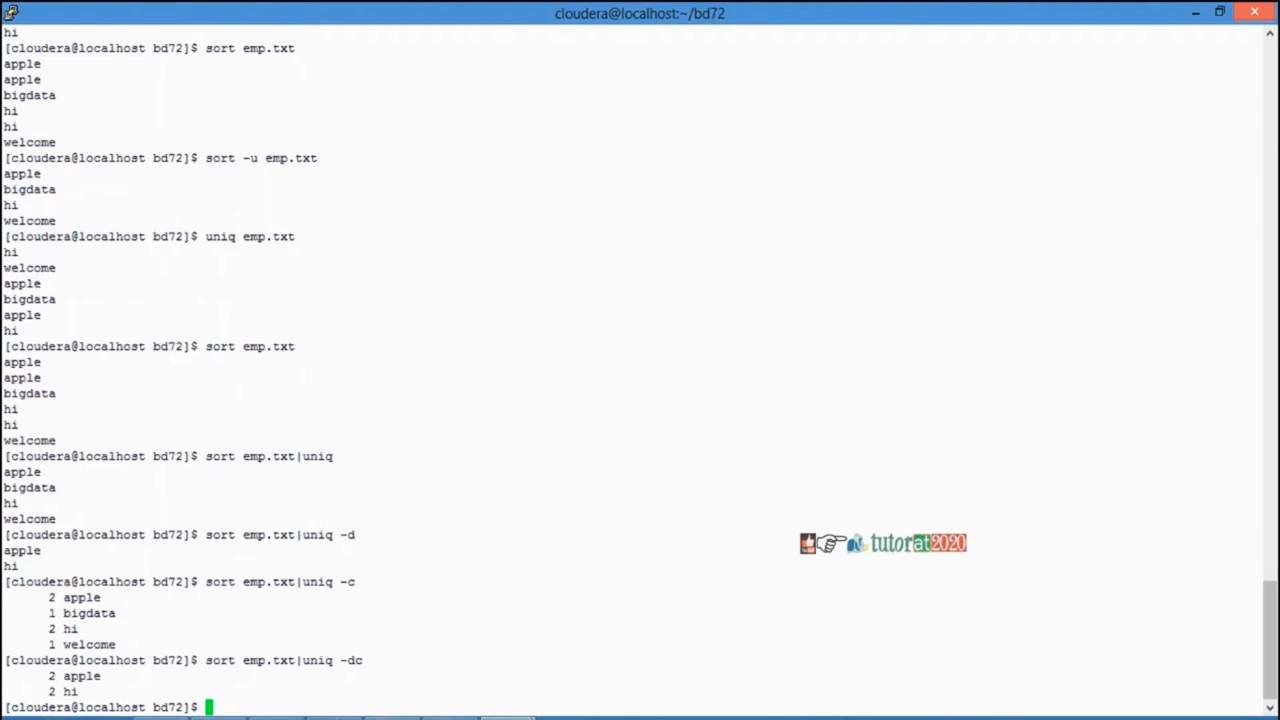 cloudera@localhost:~/bd72
hi
[cloudera@localhost bd72]$ sort emp.txt
apple
apple
bigdata
hi
hi
welcome
[cloudera@localhost bd72]$ sort -u emp.txt
apple
bigdata
hi
welcome
[cloudera@localhost bd72]$ uniq emp.txt
hi
welcome
apple
bigdata
apple
hi
[cloudera@localhost bd72]$ sort emp.txt
apple
apple
bigdata
hi
hi
welcome
[cloudera@localhost bd72]$ sort emp.txt|uniq
apple
bigdata
hi
welcome
[cloudera@localhost bd72]$ sort emp.txt|uniq -d
apple
hi
[cloudera@localhost bd72]$ sort emp.txt|uniq -c
2 apple
1 bigdata
2 hi
1 welcome
[cloudera@localhost bd72]$ sort emp.txt|uniq -dc
2 apple
2 hi
[cloudera@localhost bd72]$
tutorat2020